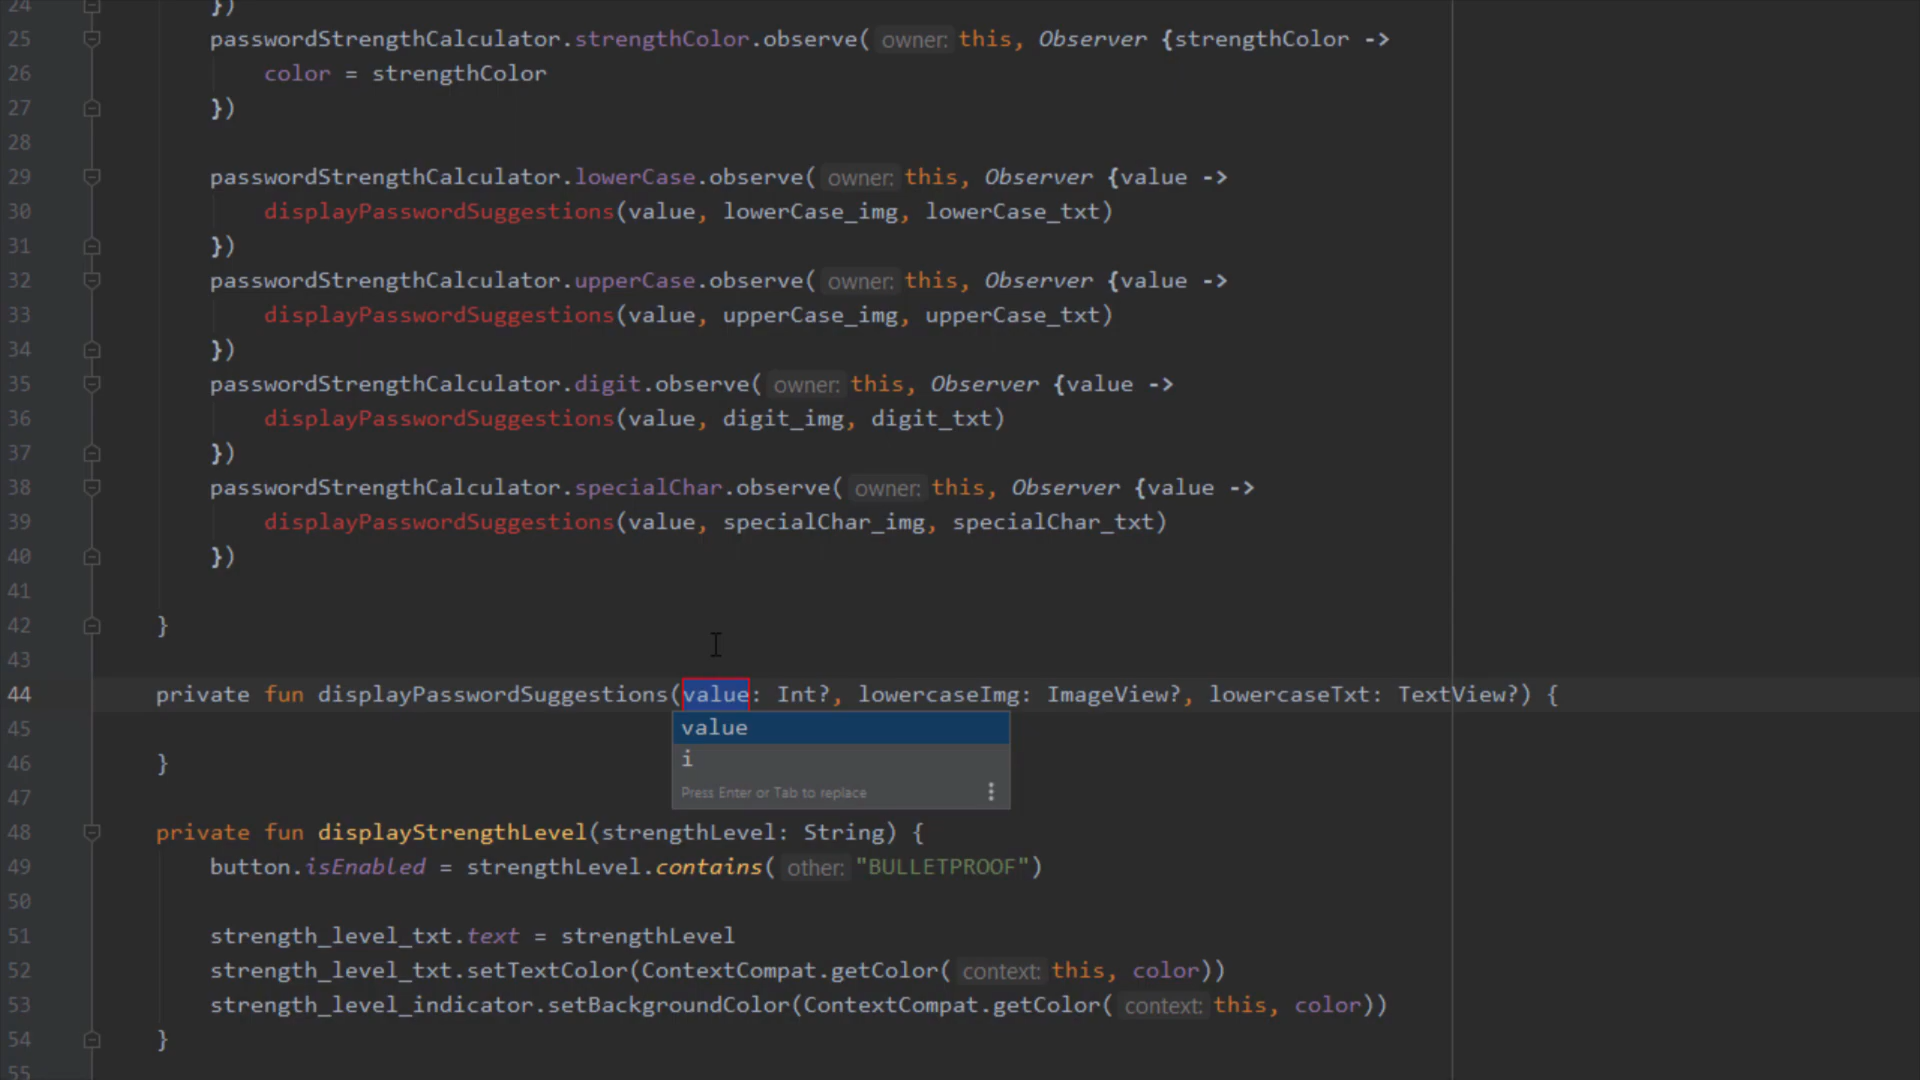 24 })
25 passwordStrengthCalculator.strengthColor.observe( owner: this, Observer {strengthColor ->
26 color = strengthColor
27 })
28
29 passwordStrengthCalculator.lowerCase.observe( owner: this, Observer {value ->
30 displayPasswordSuggestions(value, lowerCase_img, lowerCase_txt)
31 })
32 passwordStrengthCalculator.upperCase.observe( owner: this, Observer {value ->
33 displayPasswordSuggestions(value, upperCase_img, upperCase_txt)
34 })
35 passwordStrengthCalculator.digit.observe( owner: this, Observer {value ->
36 displayPasswordSuggestions(value, digit_img, digit_txt)
37 })
38 passwordStrengthCalculator.specialChar.observe( owner: this, Observer {value ->
39 displayPasswordSuggestions(value, specialChar_img, specialChar_txt)
40 })
41
42 }
43
44 private fun displayPasswordSuggestions(value: Int?, lowercaseImg: ImageView?, lowercaseTxt: TextView?) {
45 value
46 } i
Press Enter or Tab to replace
47
48 private fun displayStrengthLevel(strengthLevel: String) {
49 button.isEnabled = strengthLevel.contains( other: "BULLETPROOF")
50
51 strength_level_txt.text = strengthLevel
52 strength_level_txt.setTextColor(ContextCompat.getColor( context: this, color))
53 strength_level_indicator.setBackgroundColor(ContextCompat.getColor( context: this, color))
54 }
55